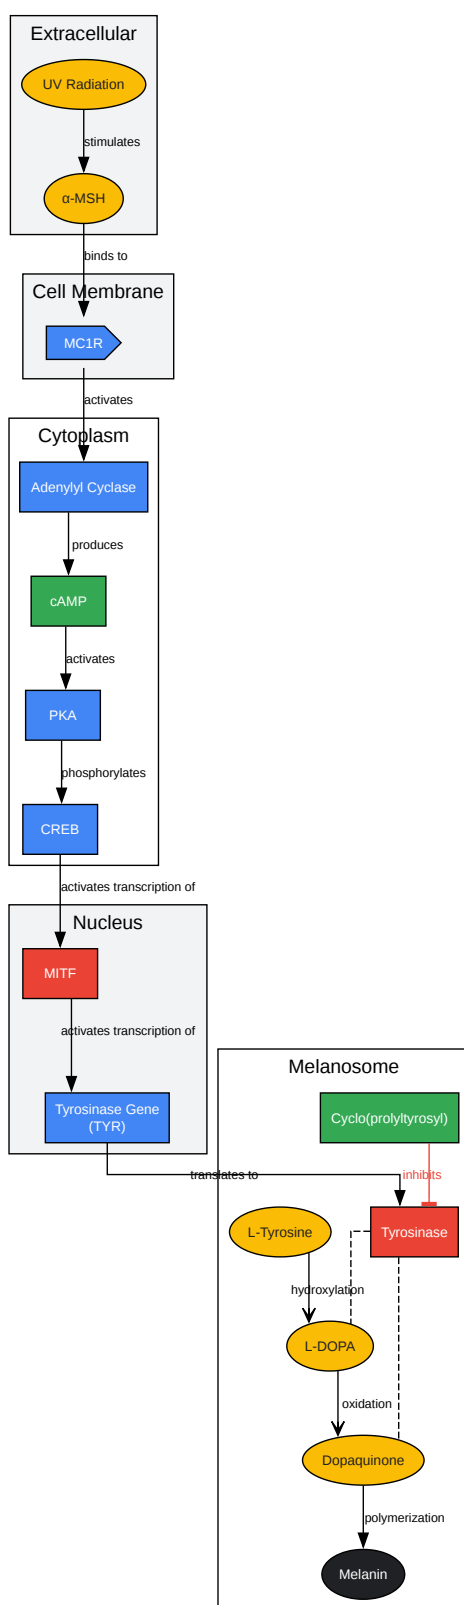 Extracellular
UV Radiation
stimulates
α-MSH
binds to
Cell Membrane
MC1R
activates
Cytoplasm
Adenylyl Cyclase
produces
cAMP
activates
PKA
phosphorylates
CREB
activates transcription of
Nucleus
MITF
activates transcription of
Tyrosinase Gene
(TYR)
translates to
Melanosome
Cyclo(prolyltyrosyl)
inhibits
L-Tyrosine
Tyrosinase
hydroxylation
L-DOPA
oxidation
Dopaquinone
polymerization
Melanin